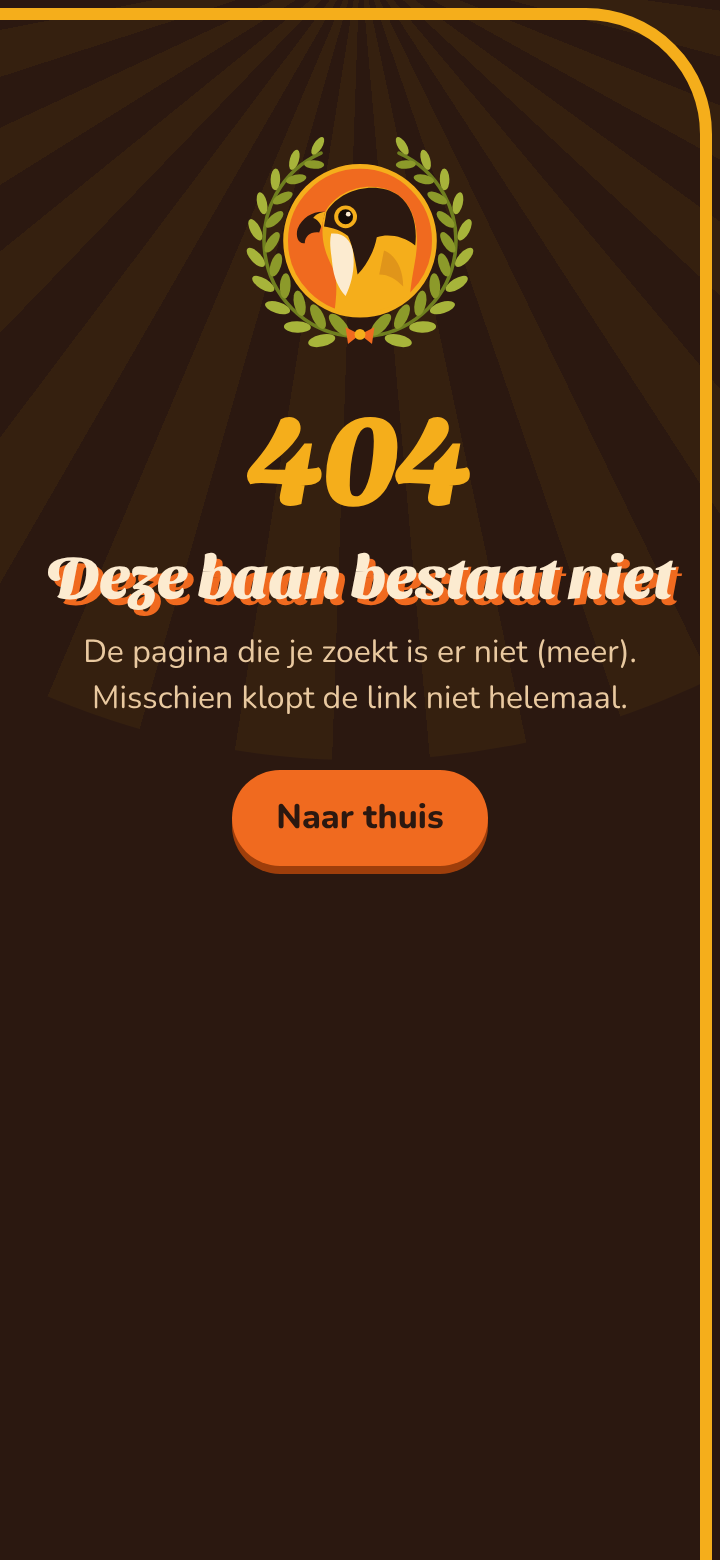 404
Deze baan bestaat niet
De pagina die je zoekt is er niet (meer).
Misschien klopt de link niet helemaal.
Naar thuis